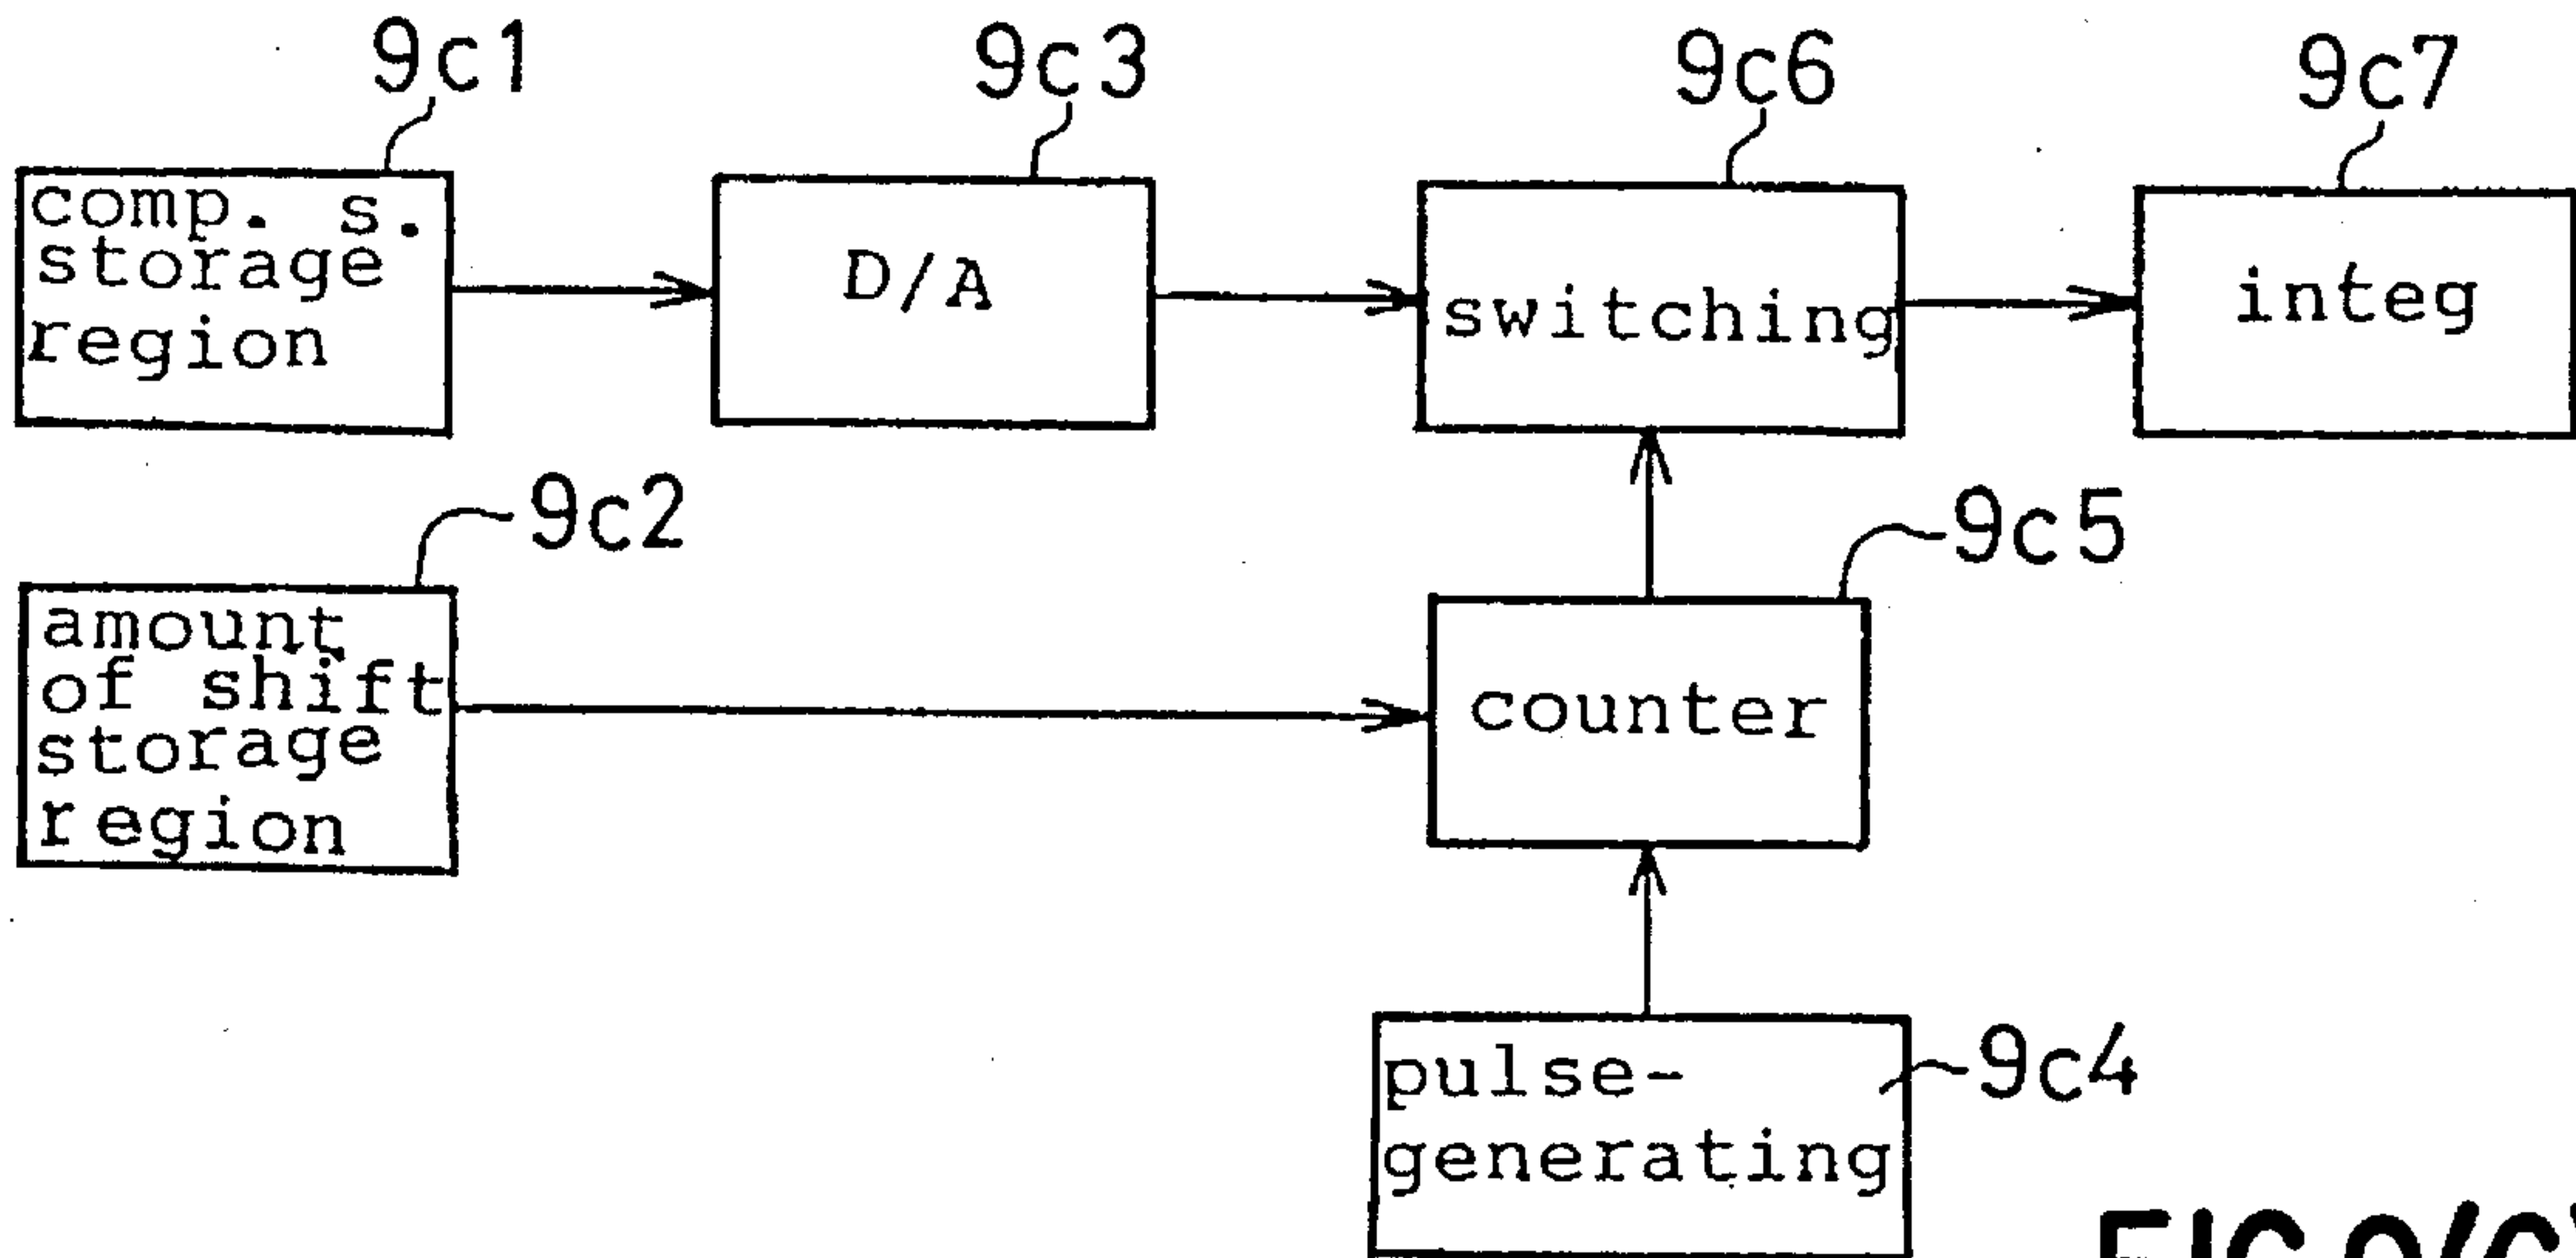 9c1
9c3
9c6
9c7
comp. s.
storage
region
D/A
switching
integ
9c2
9c5
amount
of shift
storage
region
counter
9c4
pulse-
generating